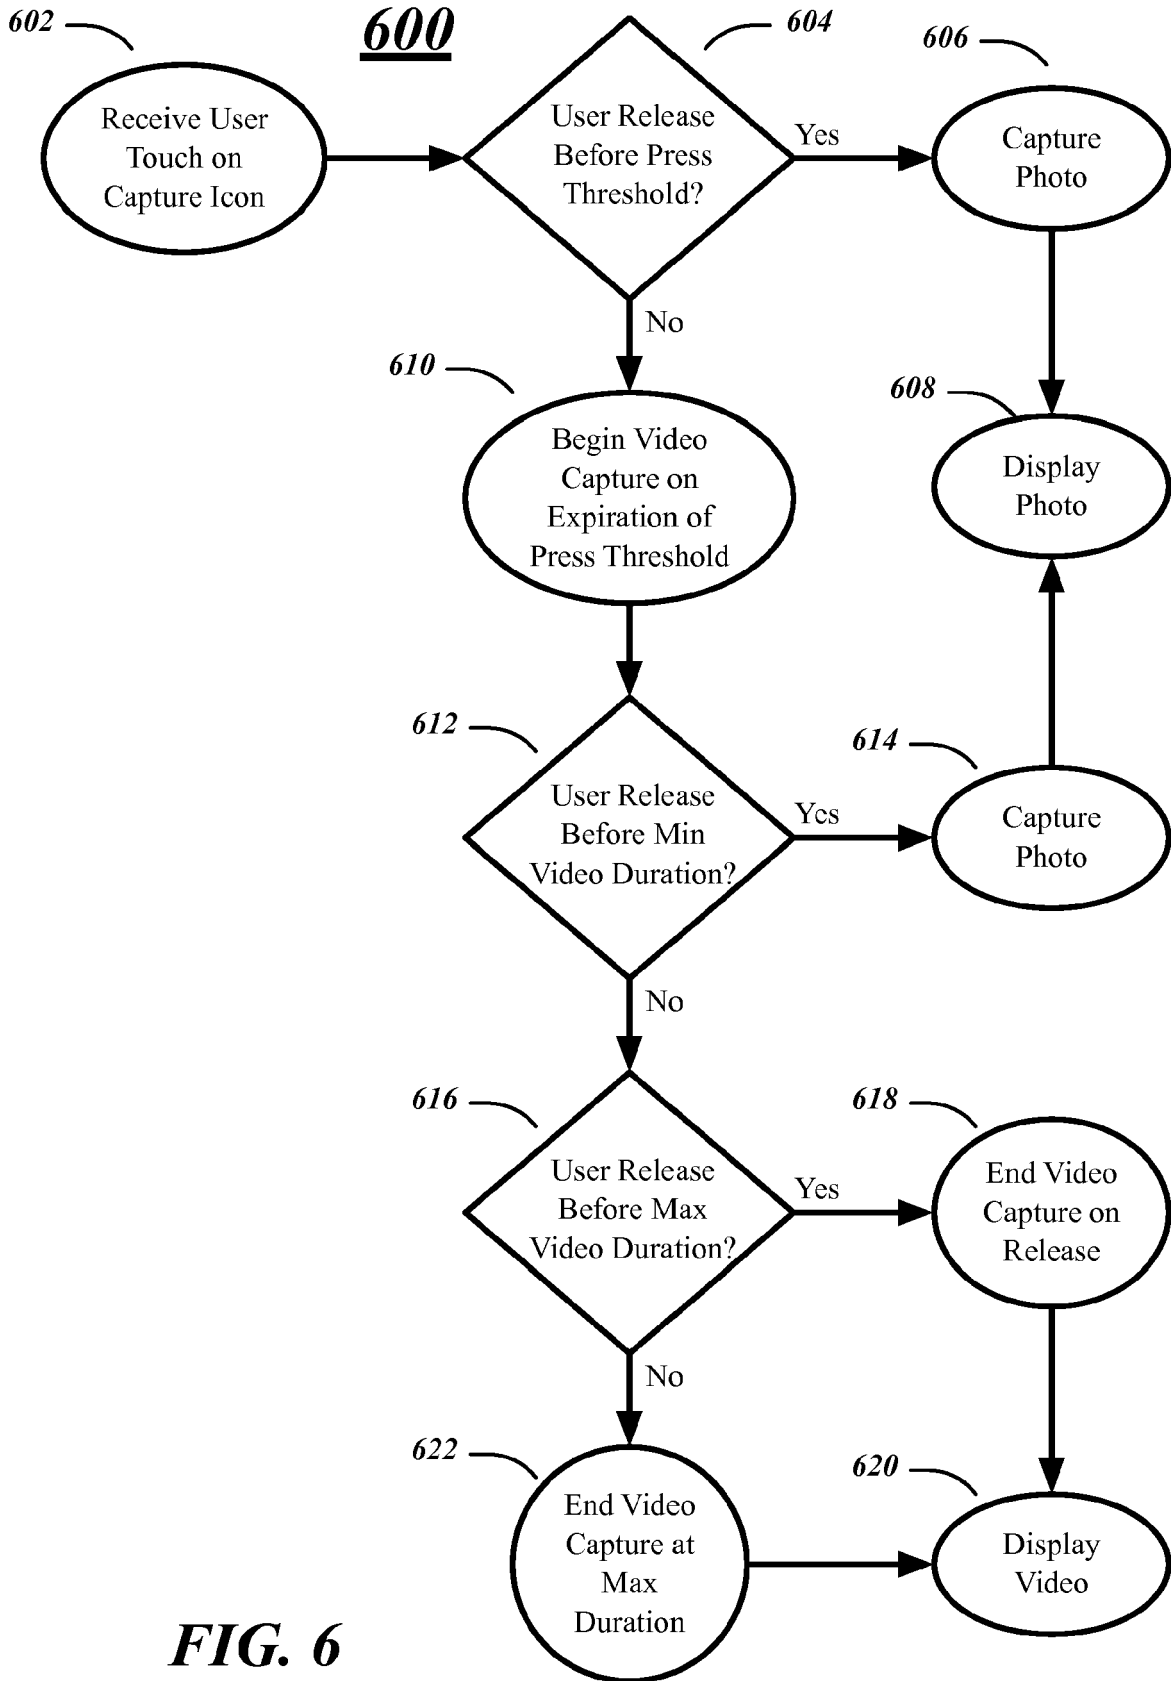 602
600
604
606
Receive User
Touch on
Capture Icon
User Release
Before Press
Threshold?
Yes
Capture
Photo
No
610
608
Begin Video
Capture on
Expiration of
Press Threshold
Display
Photo
612
614
User Release
Before Min
Video Duration?
Yes
Capture
Photo
No
616
618
User Release
Before Max
Video Duration?
Yes
End Video
Capture on
Release
No
622
620
End Video
Capture at
Max
Duration
Display
Video
FIG. 6